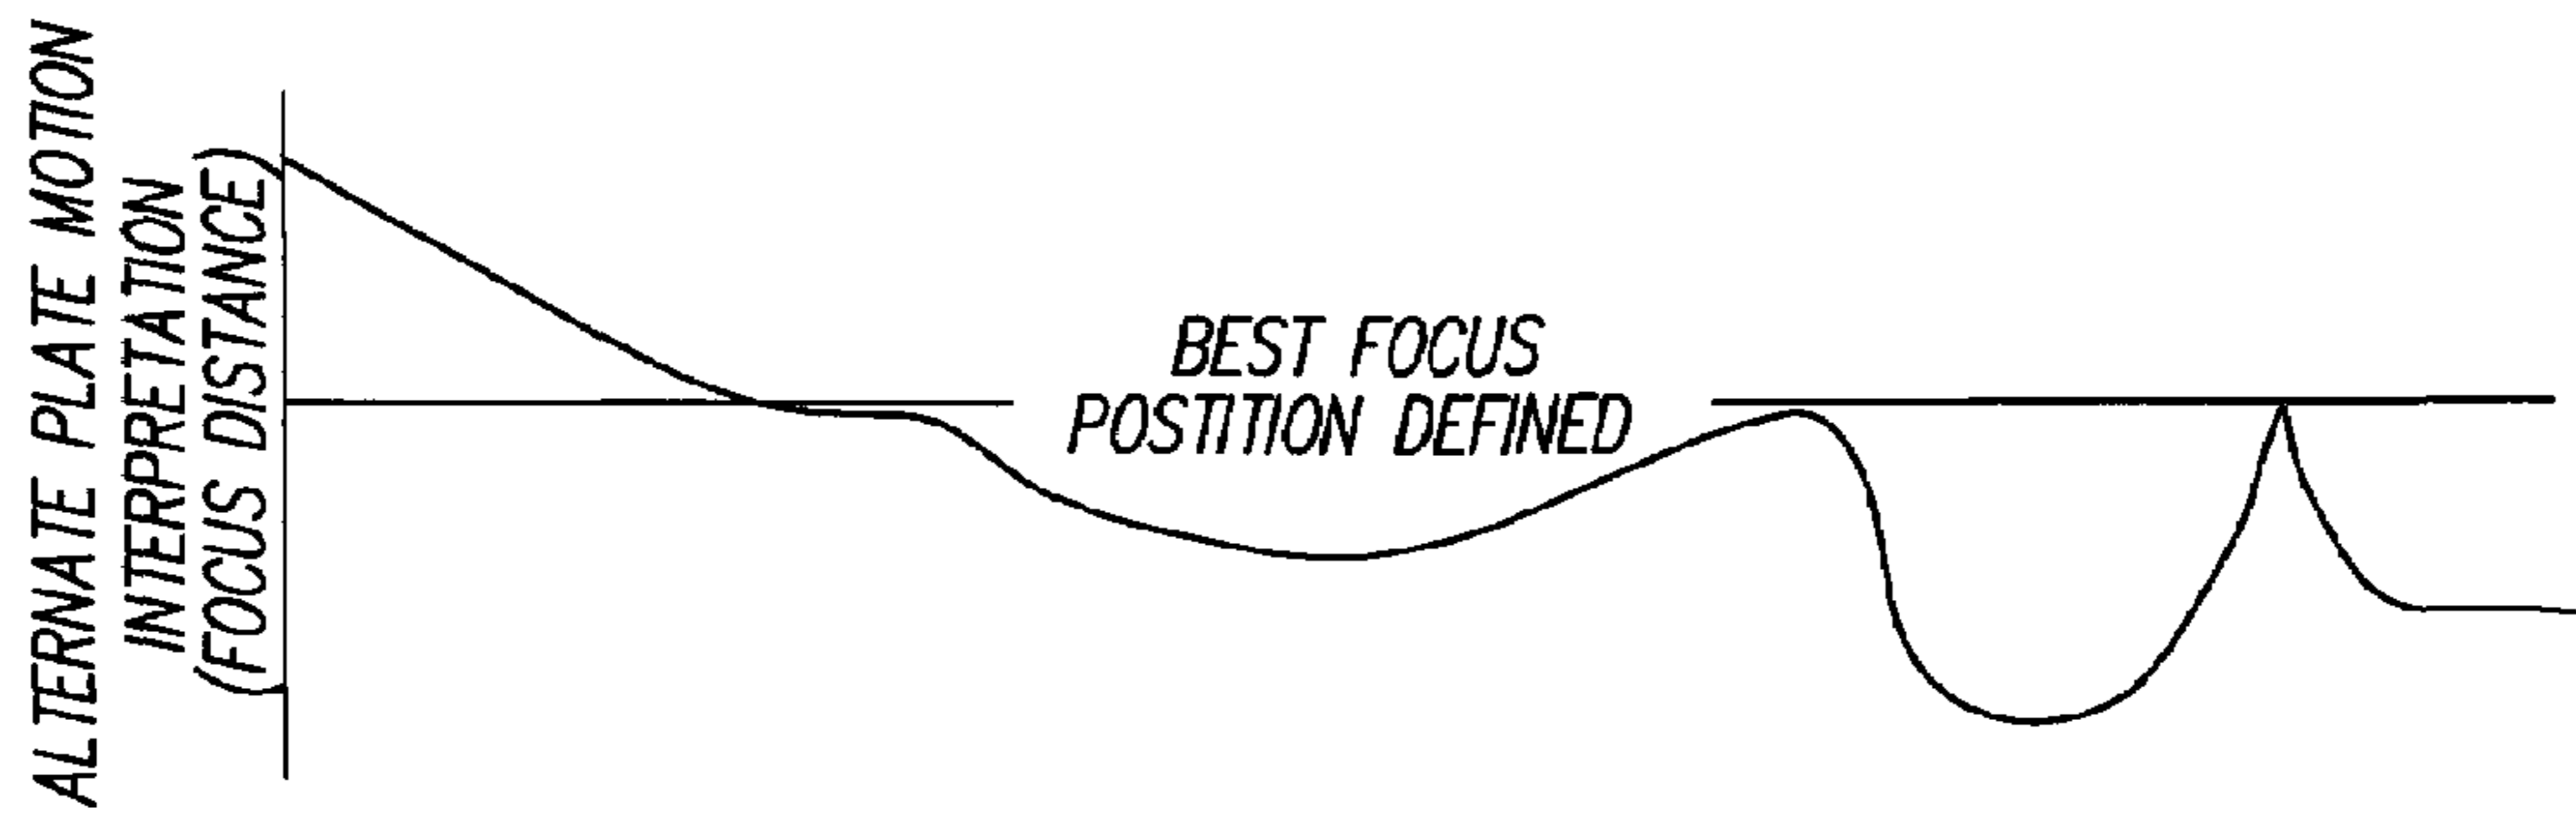 ALTERNATE PLATE MOTION
INTERPRETATION
(FOCUS DISTANCE)
BEST FOCUS
POSTITION DEFINED